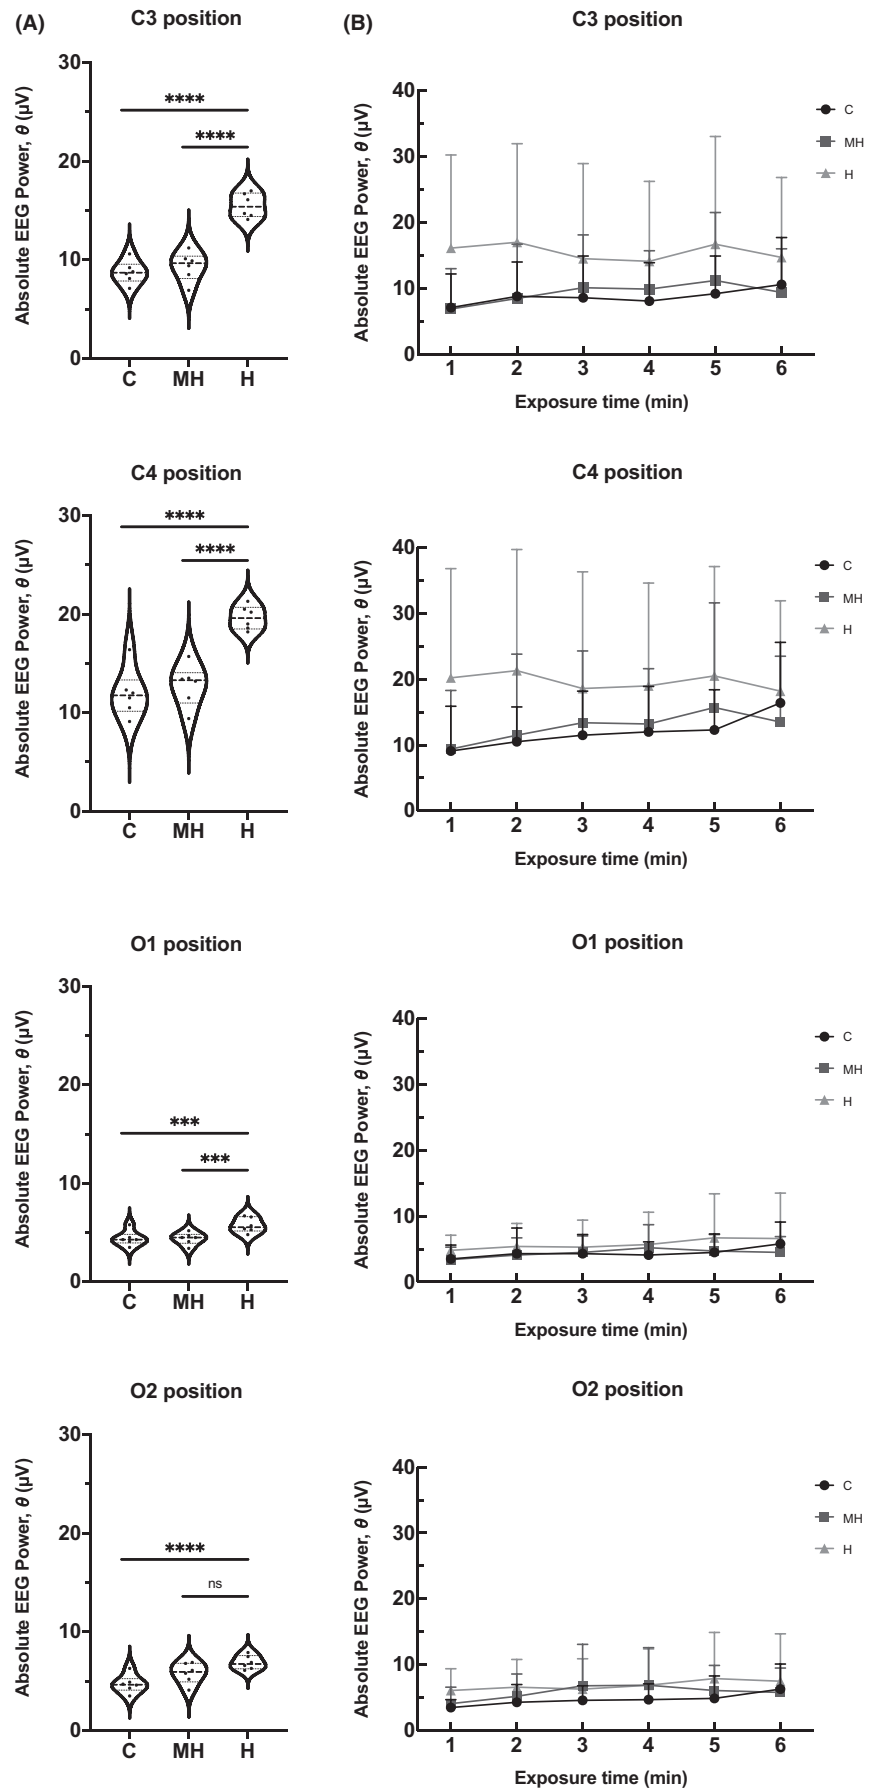 (A)
C3 position
Absolute EEG Power, θ (µV)
30
20
10
0
****
****
C MH H
(B)
C3 position
Absolute EEG Power, θ (µV)
40
30
20
10
0
1 2 3 4 5 6
Exposure time (min)
C
MH
H
C4 position
Absolute EEG Power, θ (µV)
30
20
10
0
****
****
C MH H
C4 position
Absolute EEG Power, θ (µV)
40
30
20
10
0
1 2 3 4 5 6
Exposure time (min)
C
MH
H
O1 position
Absolute EEG Power, θ (µV)
30
20
10
0
***
***
C MH H
O1 position
Absolute EEG Power, θ (µV)
40
30
20
10
0
1 2 3 4 5 6
Exposure time (min)
C
MH
H
O2 position
Absolute EEG Power, θ (µV)
30
20
10
0
****
ns
C MH H
O2 position
Absolute EEG Power, θ (µV)
40
30
20
10
0
1 2 3 4 5 6
Exposure time (min)
C
MH
H